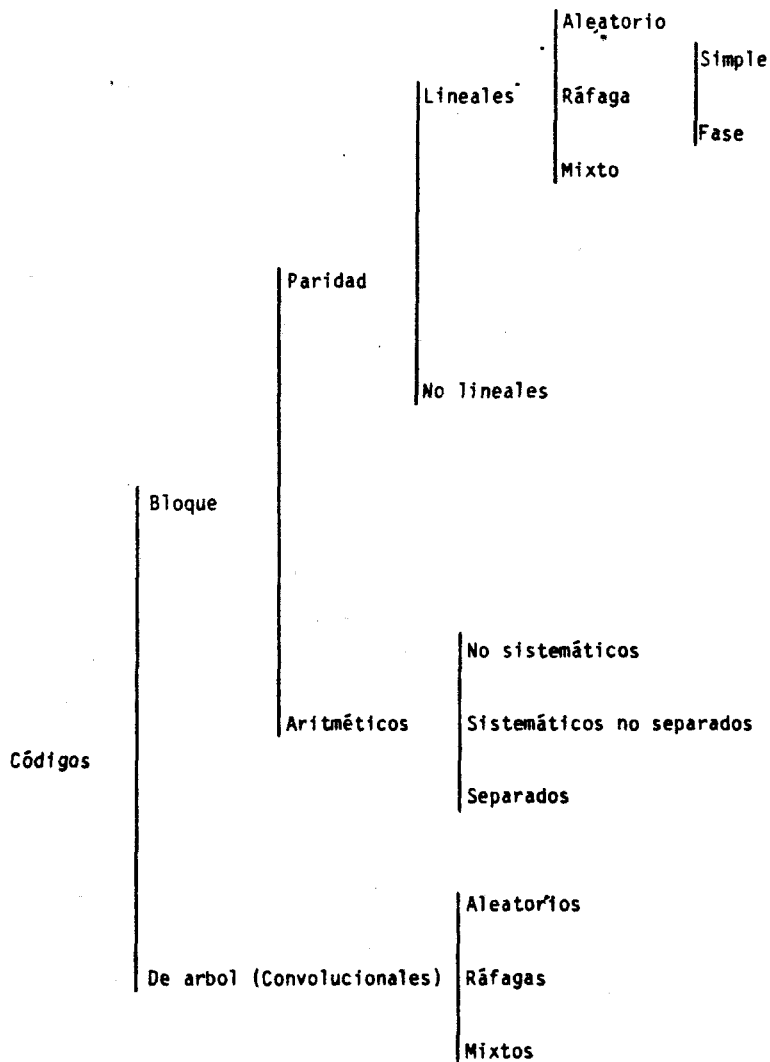 Aleatorio
Simple
Lineales
Ráfaga
Fase
Mixto
Paridad
No lineales
Bloque
No sistemáticos
Aritméticos
Sistemáticos no separados
Códigos
Separados
Aleatorios
De arbol (Convolucionales)
Ráfagas
Mixtos